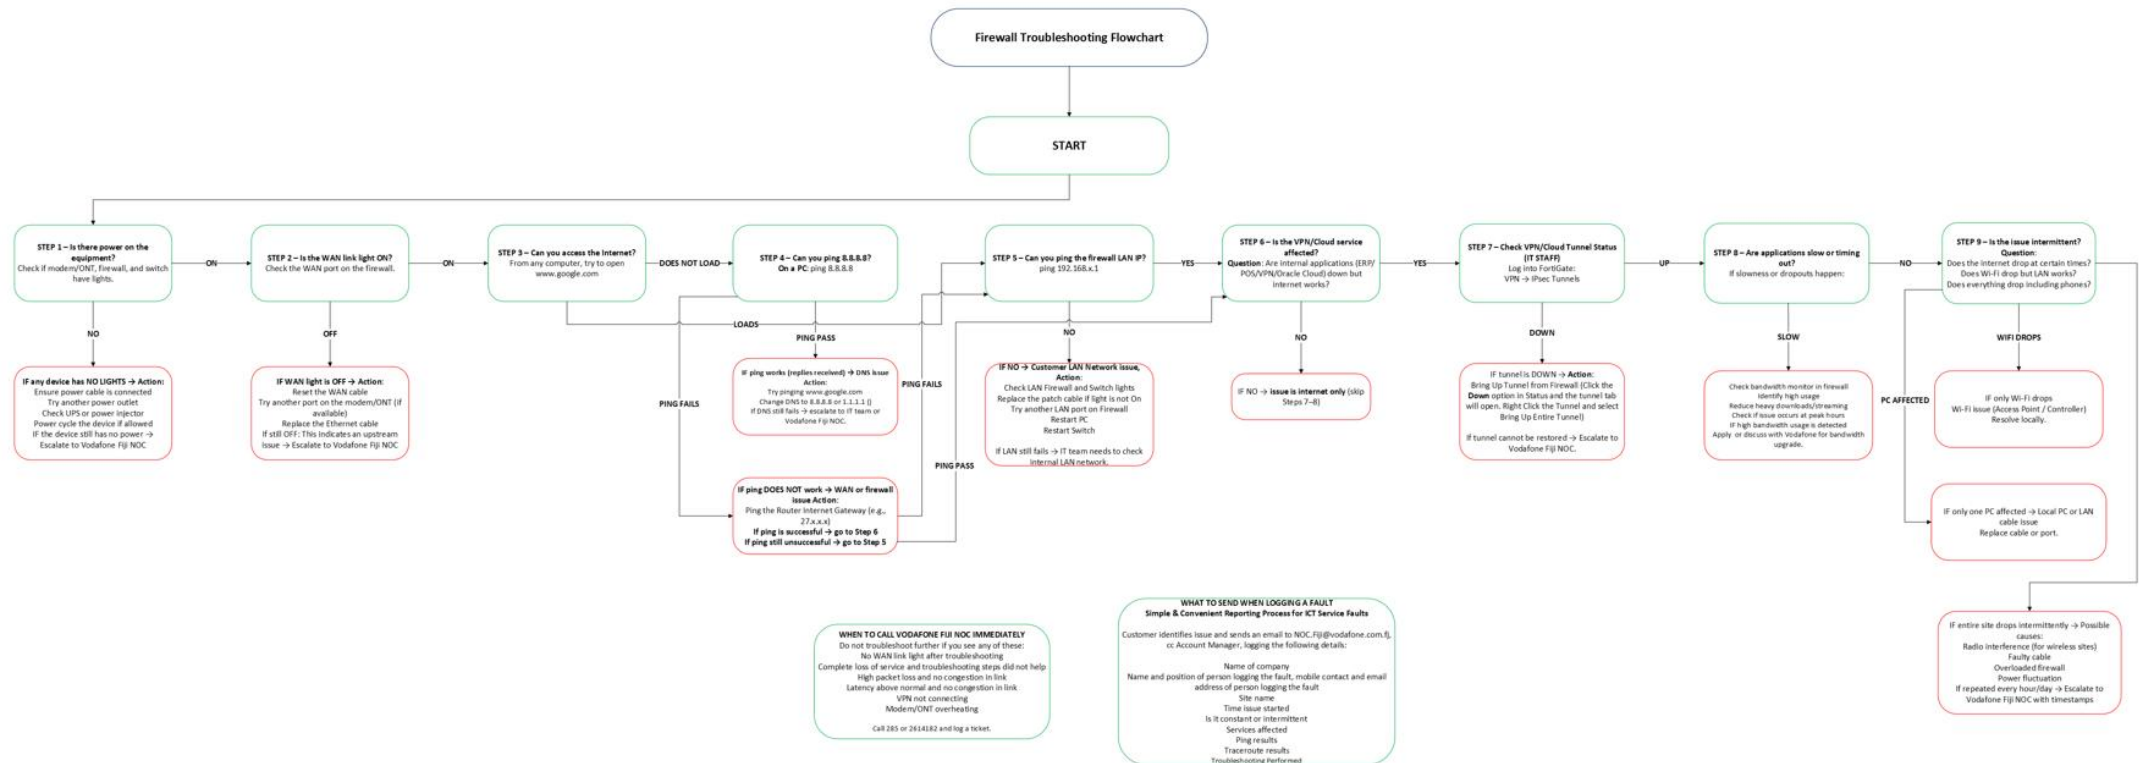 Firewall Troubleshooting Flowchart
START
STEP 1 – Is there power on the
equipment?
Check if modem/ONT, firewall, and switch
have lights.
ON
STEP 2 – Is the WAN link light ON?
Check the WAN port on the firewall.
ON
STEP 3 – Can you access the Internet?
From any computer, try to open
www.google.com
DOES NOT LOAD
STEP 4 – Can you ping 8.8.8.8?
On a PC: ping 8.8.8.8
STEP 5 – Can you ping the firewall LAN IP?
ping 192.168.x.1
YES
STEP 6 – Is the VPN/Cloud service
affected?
Question: Are internal applications (ERP/
POS/VPN/Oracle Cloud) down but
internet works?
YES
STEP 7 – Check VPN/Cloud Tunnel Status
(IT STAFF)
Log into FortiGate:
VPN → IPsec Tunnels
UP
STEP 8 – Are applications slow or timing
out?
If slowness or dropouts happen:
NO
STEP 9 – Is the issue intermittent?
Question:
Does the internet drop at certain times?
Does Wi-Fi drop but LAN works?
Does everything drop including phones?
NO
OFF
LOADS
PING PASS
NO
NO
DOWN
SLOW
WIFI DROPS
IF any device has NO LIGHTS → Action:
Ensure power cable is connected
Try another power outlet
Check UPS or power injector
Power cycle the device if allowed
IF the device still has no power →
Escalate to Vodafone Fiji NOC
IF WAN light is OFF → Action:
Reset the WAN cable
Try another port on the modem/ONT (if
available)
Replace the Ethernet cable
If still OFF: This indicates an upstream
issue → Escalate to Vodafone Fiji NOC
PING FAILS
IF ping works (replies received) → DNS issue
Action:
Try pinging www.google.com
Change DNS to 8.8.8.8 or 1.1.1.1 ()
If DNS still fails → escalate to IT team or
Vodafone Fiji NOC.
PING FAILS
IF NO → Customer LAN Network issue,
Action:
Check LAN Firewall and Switch lights
Replace the patch cable if light is not On
Try another LAN port on Firewall
Restart PC
Restart Switch
If LAN still fails → IT team needs to check
internal LAN network.
IF NO → issue is internet only (skip
Steps 7–8)
IF tunnel is DOWN → Action:
Bring Up Tunnel from Firewall (Click the
Down option in Status and the tunnel tab
will open. Right Click the Tunnel and select
Bring Up Entire Tunnel)
If tunnel cannot be restored → Escalate to
Vodafone Fiji NOC.
Check bandwidth monitor in firewall
Identify high usage
Reduce heavy downloads/streaming
Check if issue occurs at peak hours
IF high bandwidth usage is detected
Apply or discuss with Vodafone for bandwidth
upgrade.
PC AFFECTED
IF only Wi-Fi drops
Wi-Fi issue (Access Point / Controller)
Resolve locally.
PING PASS
IF ping DOES NOT work → WAN or firewall
issue Action:
Ping the Router Internet Gateway (e.g.,
27.x.x.x)
If ping is successful → go to Step 6
If ping still unsuccessful → go to Step 5
IF only one PC affected → Local PC or LAN
cable issue
Replace cable or port.
WHEN TO CALL VODAFONE FIJI NOC IMMEDIATELY
Do not troubleshoot further if you see any of these:
No WAN link light after troubleshooting
Complete loss of service and troubleshooting steps did not help
High packet loss and no congestion in link
Latency above normal and no congestion in link
VPN not connecting
Modem/ONT overheating
Call 285 or 2614182 and log a ticket.
WHAT TO SEND WHEN LOGGING A FAULT
Simple & Convenient Reporting Process for ICT Service Faults
Customer identifies issue and sends an email to NOC.Fiji@vodafone.com.fj,
cc Account Manager, logging the following details:
Name of company
Name and position of person logging the fault, mobile contact and email
address of person logging the fault
Site name
Time issue started
Is it constant or intermittent
Services affected
Ping results
Traceroute results
Troubleshooting Performed
IF entire site drops intermittently → Possible
causes:
Radio interference (for wireless sites)
Faulty cable
Overloaded firewall
Power fluctuation
If repeated every hour/day → Escalate to
Vodafone Fiji NOC with timestamps